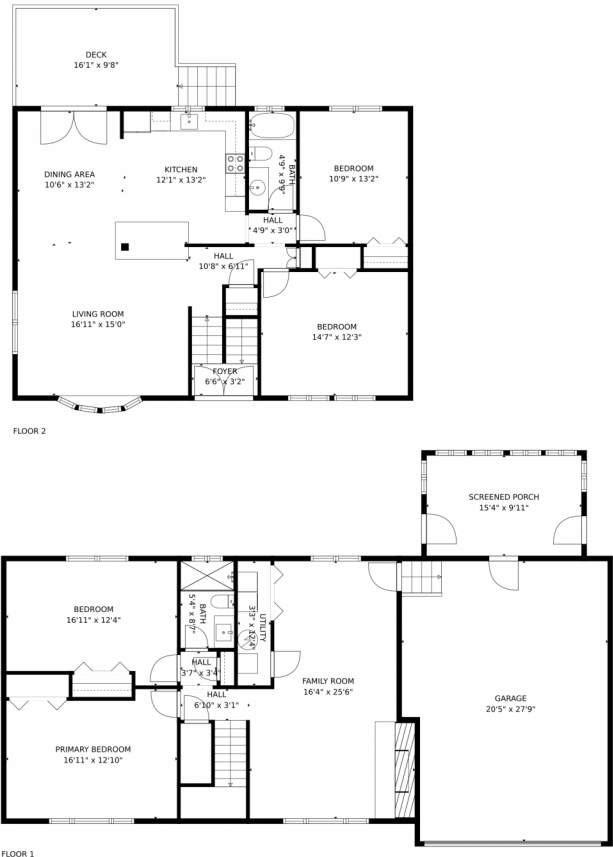 DECK
16'1" x 9'8"
DINING AREA
10'6" x 13'2"
KITCHEN
12'1" x 13'2"
BATH
4'9" x 9'9"
BEDROOM
10'9" x 13'2"
HALL
4'9" x 3'0"
HALL
10'8" x 6'11"
LIVING ROOM
16'11" x 15'0"
BEDROOM
14'7" x 12'3"
FOYER
6'6" x 3'2"
FLOOR 2
SCREENED PORCH
15'4" x 9'11"
BEDROOM
16'11" x 12'4"
BATH
5'4" x 8'7"
UTILITY
3'3" x 12'4"
HALL
3'7" x 3'4"
HALL
6'10" x 3'1"
FAMILY ROOM
16'4" x 25'6"
GARAGE
20'5" x 27'9"
PRIMARY BEDROOM
16'11" x 12'10"
FLOOR 1